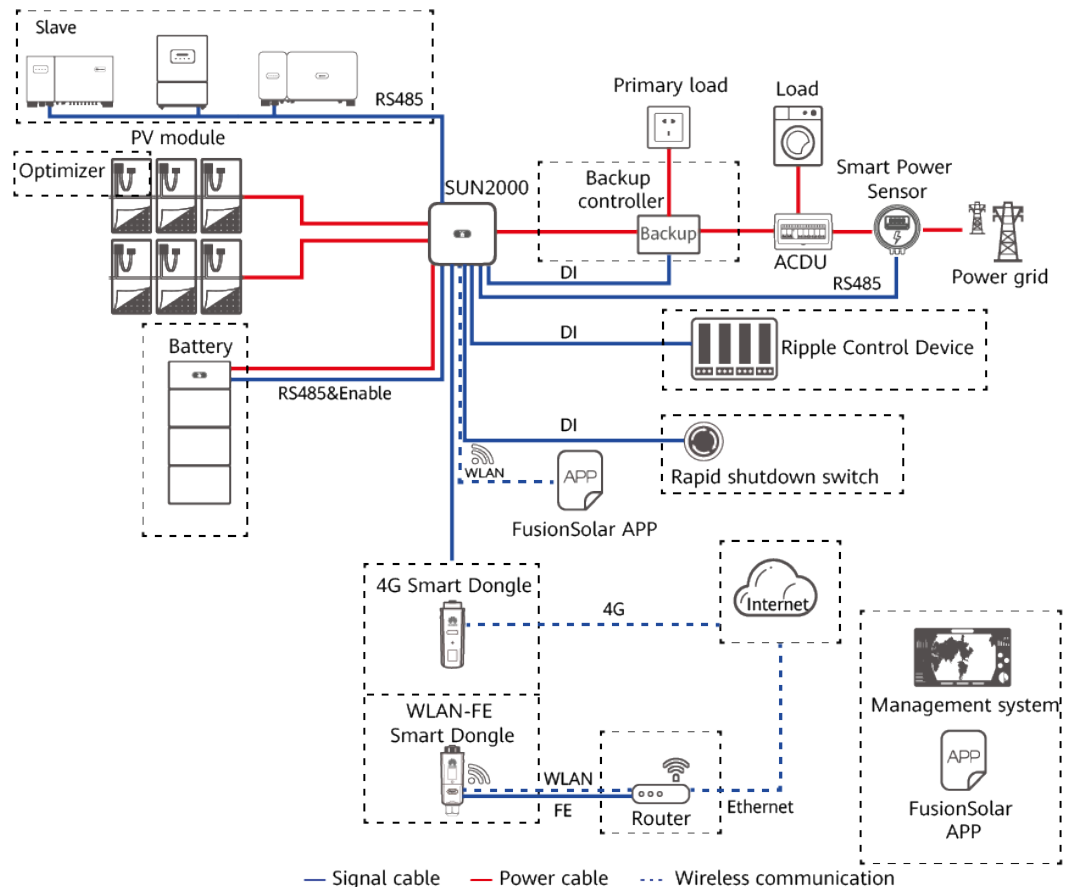 Slave
RS485
PV module
Optimizer
SUN2000
Primary load
Load
Backup
controller
Backup
Smart Power
Sensor
ACDU
Power grid
DI
RS485
DI
Ripple Control Device
Battery
RS485&Enable
DI
Rapid shutdown switch
WLAN
APP
FusionSolar APP
4G Smart Dongle
4G
Internet
WLAN-FE
Smart Dongle
WLAN
FE
Router
Ethernet
Management system
APP
FusionSolar
APP
Signal cable
Power cable
Wireless communication